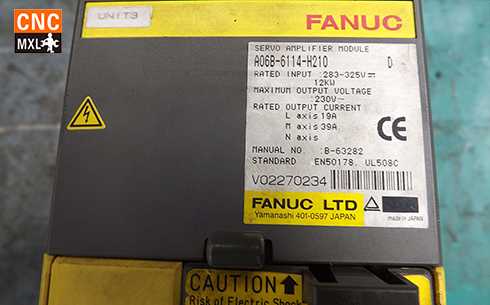 CNC
MXL
UNIT3
FANUC
SERVO AMPLIFIER MODULE
A06B-6114-H210 D
RATED INPUT :283-325V⎓
12KW
MAXIMUM OUTPUT VOLTAGE
:230V~
RATED OUTPUT CURRENT
L axis 19A
M axis 39A
N axis
CE
MANUAL NO. :B-63282
STANDARD EN50178. UL508C
V02270234
FANUC LTD
Yamanashi 401-0597 JAPAN
made in JAPAN
CAUTION
Risk of Electric Shock